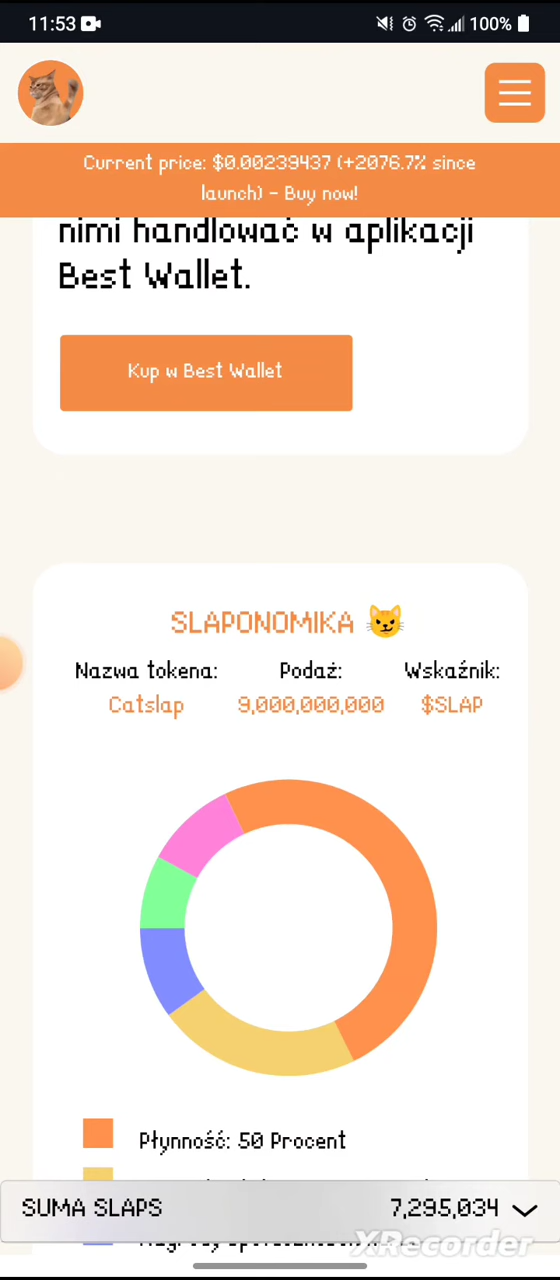 11:53
100%
Current price: $0.00239437 (+2076.7% since
launch) - Buy now!
nimi handlować w aplikacji
Best Wallet.
Kup w Best Wallet
SLAPONOMIKA
Nazwa tokena:
Podaż:
Wskaźnik:
Catslap
9,000,000,000
$SLAP
Płynność: 50 Procent
SUMA SLAPS
7,295,034
XRecorder